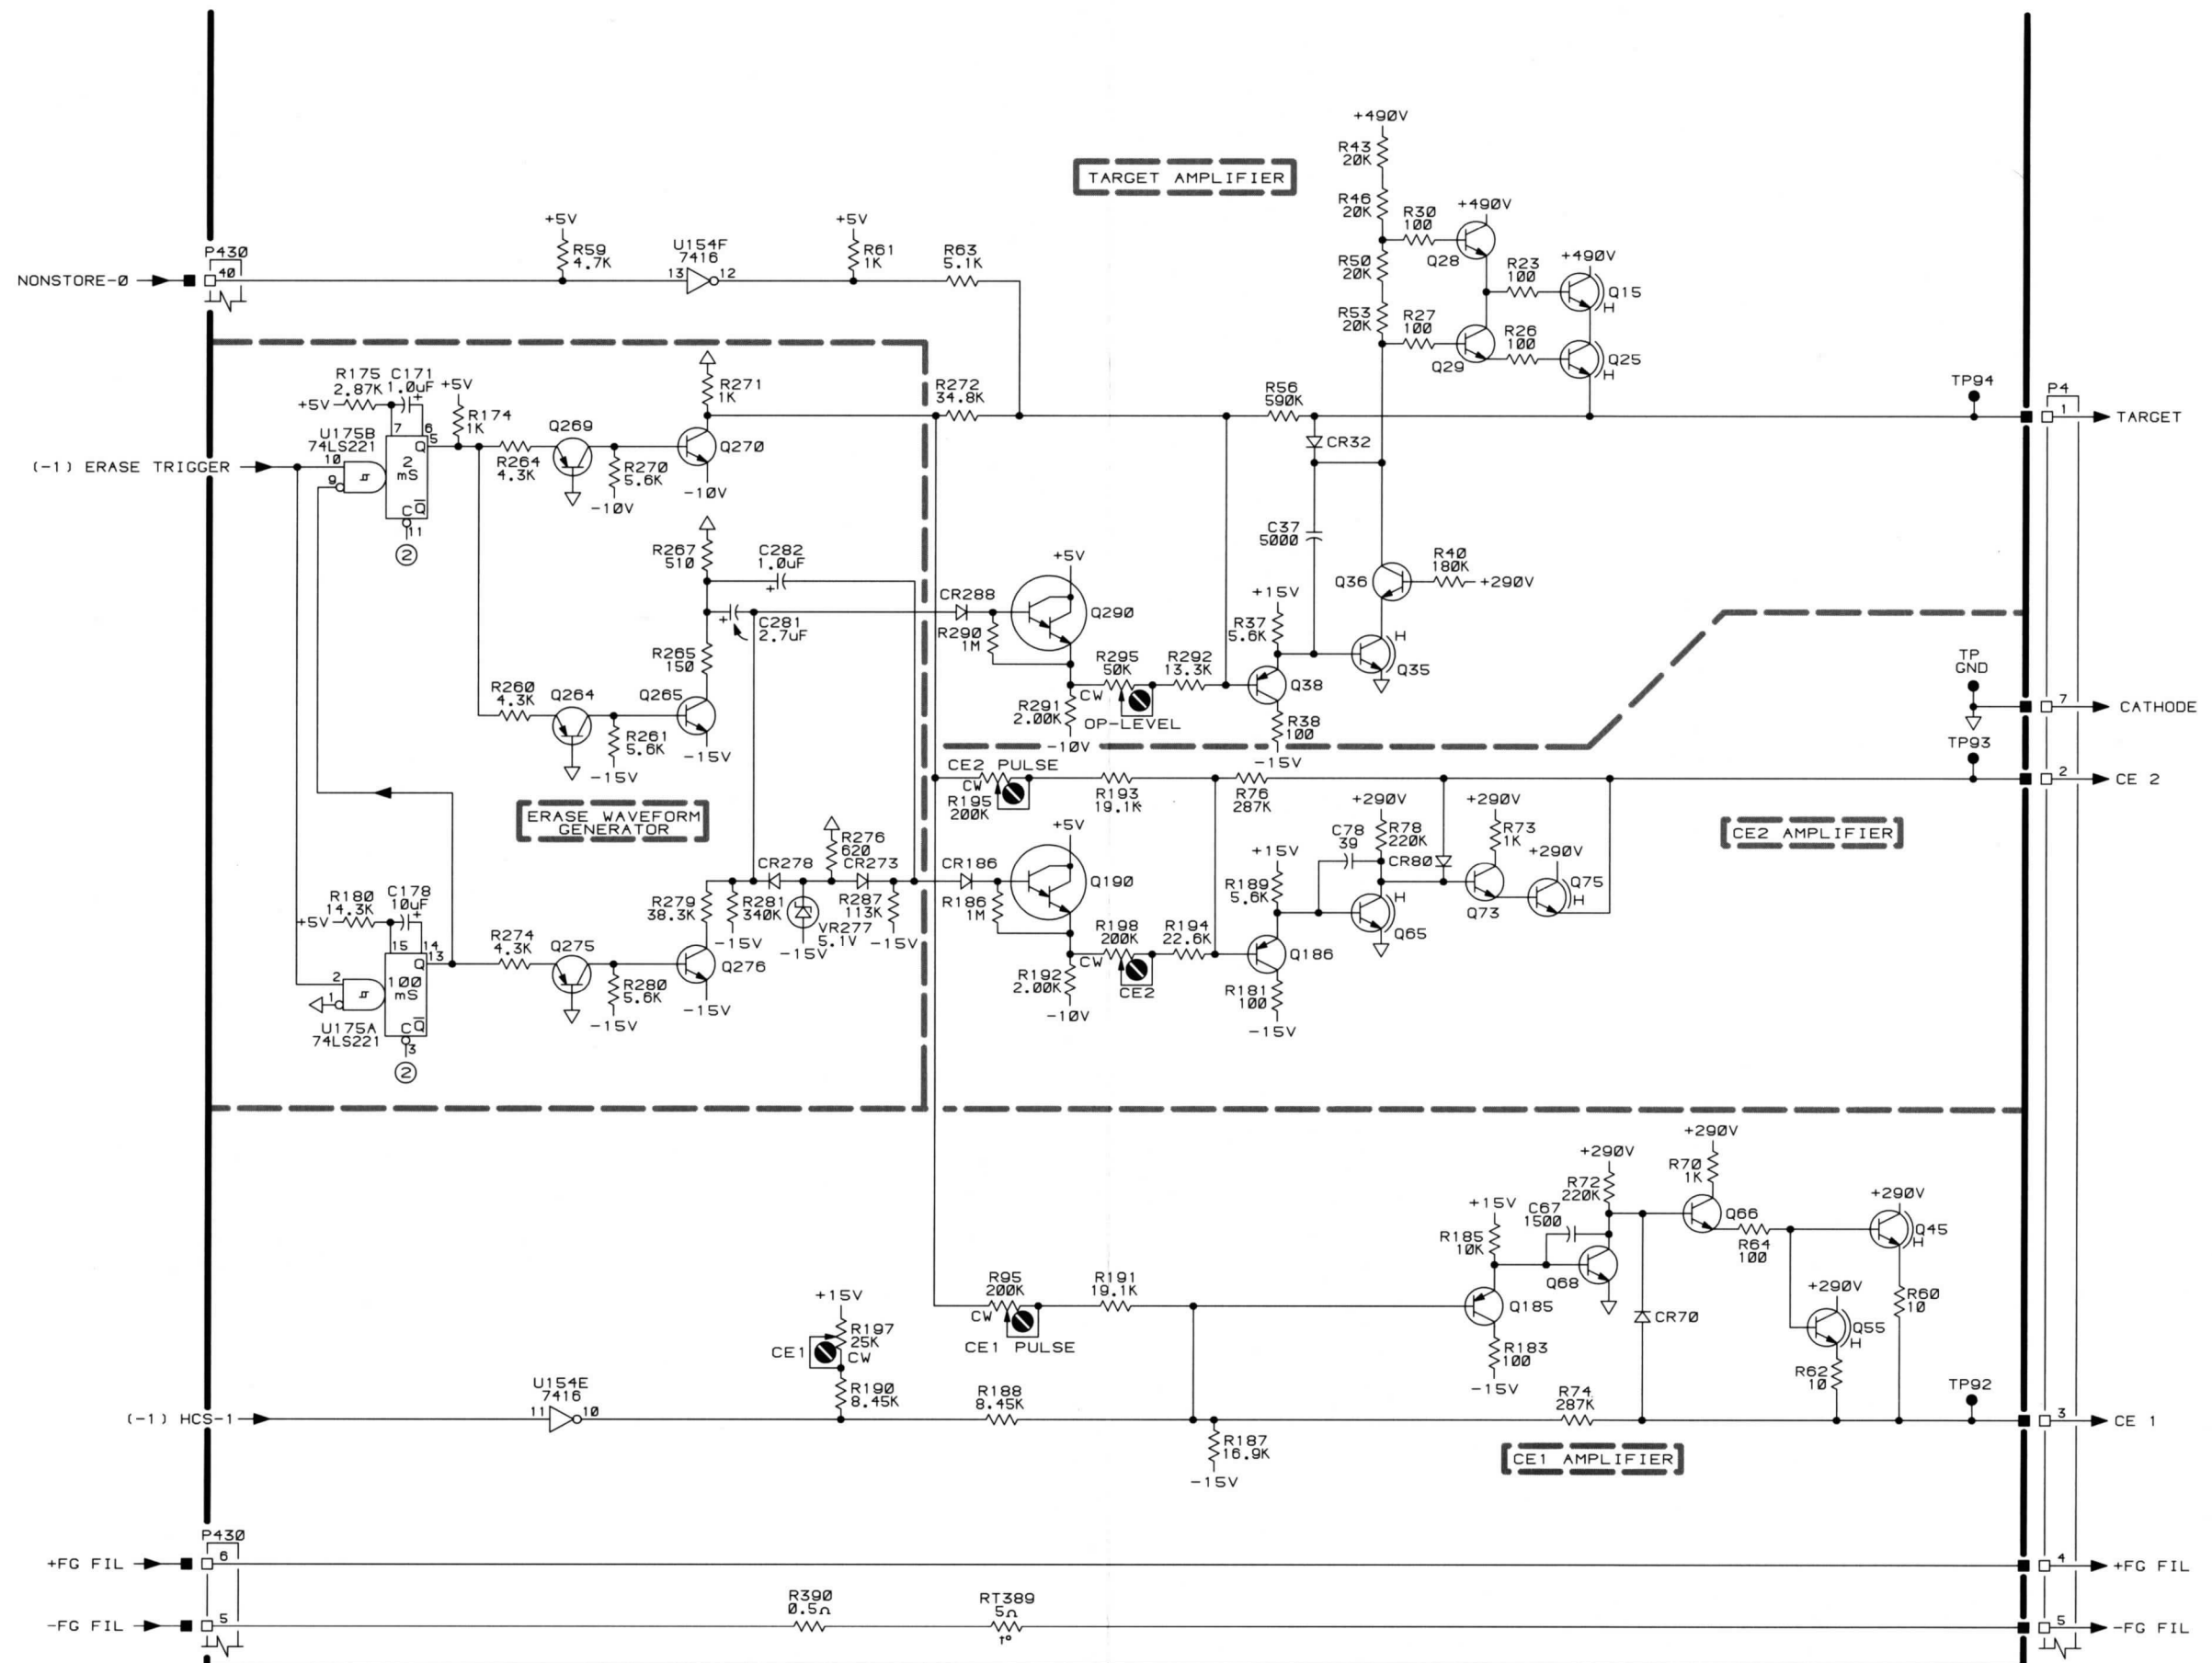 +490V
R43
20K
TARGET AMPLIFIER
R46
20K
R30
100
+490V
+5V
+5V
P430
U154F
7416
R59
4.7K
R61
1K
R63
5.1K
Q28
R50
20K
R23
100
+490V
NONSTORE-0
40
13
12
Q15
H
R53
20K
R27
100
R26
100
Q29
Q25
H
R175
2.87K
C171
1.0uF
+
+5V
+5V
R174
1K
R271
1K
R272
34.8K
R56
590K
TP94
P4
1
TARGET
U175B
74LS221
7
6
5
Q
Q269
Q270
CR32
(-1) ERASE TRIGGER
10
9
2
mS
C
Q
11
2
R264
4.3K
R270
5.6K
-10V
-10V
C37
5000
R267
510
C282
1.0uF
+
+5V
R40
180K
+290V
Q36
CR288
Q290
+15V
C281
2.7uF
+
R290
1M
R37
5.6K
H
Q35
R265
150
R295
50K
R292
13.3K
TP
GND
R260
4.3K
Q264
Q265
CW
Q38
R291
2.00K
OP-LEVEL
R38
100
7
CATHODE
R261
5.6K
-15V
-15V
-10V
-15V
TP93
CE2 PULSE
CW
R195
200K
R193
19.1K
R76
287K
2
CE 2
ERASE WAVEFORM
GENERATOR
+5V
+290V
+290V
CE2 AMPLIFIER
R276
620
C78
39
R78
220K
R73
1K
CR278
CR273
CR186
Q190
+15V
CR80
+290V
R180
14.3K
C178
10uF
+
+5V
R279
38.3K
R281
340K
R287
113K
R186
1M
R189
5.6K
H
Q65
Q73
Q75
H
VR277
5.1V
-15V
-15V
-15V
R198
200K
R194
22.6K
15
14
13
Q
R274
4.3K
Q275
Q276
CW
Q186
2
1
100
mS
C
Q
3
2
R280
5.6K
-15V
-15V
R192
2.00K
CE2
R181
100
-10V
-15V
U175A
74LS221
+290V
+290V
R70
1K
R72
220K
+290V
+15V
C67
1500
Q66
R185
10K
R64
100
Q45
H
Q68
R95
200K
R191
19.1K
+290V
+15V
CW
Q185
R60
10
R197
25K
CE1
CW
CE1 PULSE
CR70
Q55
H
R183
100
R62
10
U154E
7416
R190
8.45K
R188
8.45K
-15V
R74
287K
TP92
(-1) HCS-1
11
10
3
CE 1
R187
16.9K
CE1 AMPLIFIER
-15V
P430
+FG FIL
6
4
+FG FIL
R390
0.5Ω
RT389
5Ω
t°
-FG FIL
5
5
-FG FIL